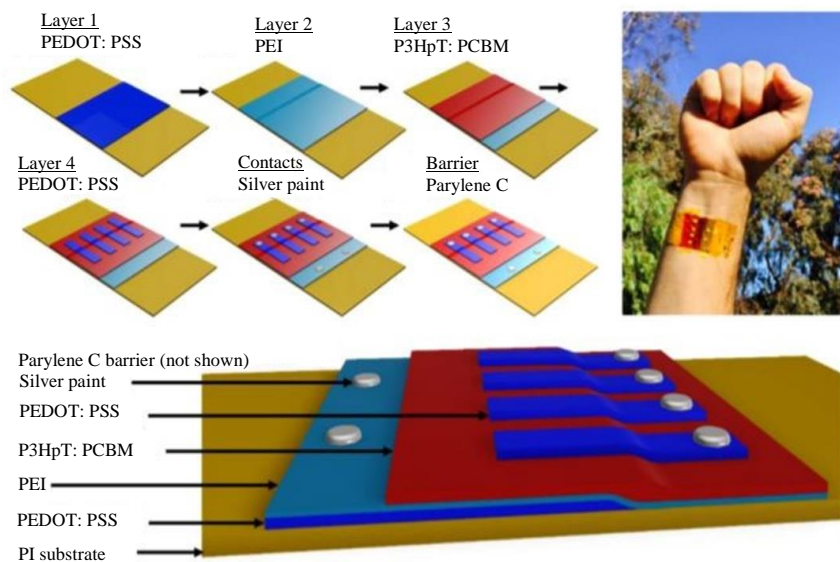 Layer 1
PEDOT: PSS
Layer 2
PEI
Layer 3
P3HpT: PCBM
Layer 4
PEDOT: PSS
Contacts
Silver paint
Barrier
Parylene C
Parylene C barrier (not shown)
Silver paint
PEDOT: PSS
P3HpT: PCBM
PEI
PEDOT: PSS
PI substrate